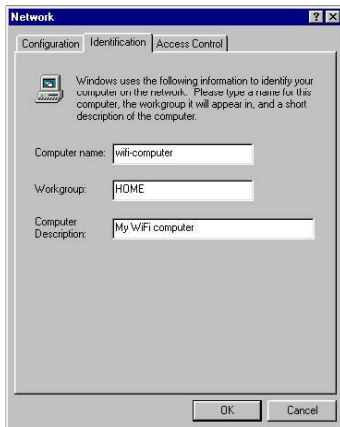 Network
Configuration Identification Access Control
Windows uses the following information to identify your
computer on the network. Please type a name for this
computer, the workgroup it will appear in, and a short
description of the computer.
Computer name: wifi-computer
Workgroup: HOME
Computer
Description: My WiFi computer
OK Cancel